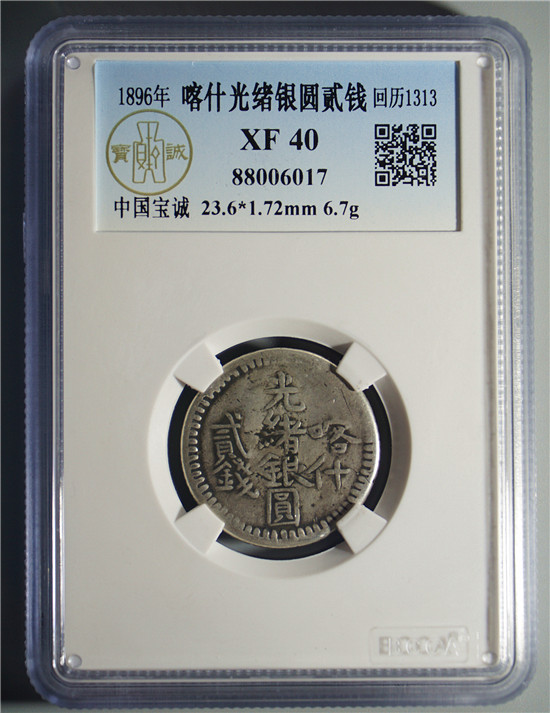 1896年 喀什光绪银圆贰钱 回历1313
XF 40
88006017
寶 誠
中国宝诚 23.6*1.72mm 6.7g
光緒銀圓
喀什
貳錢